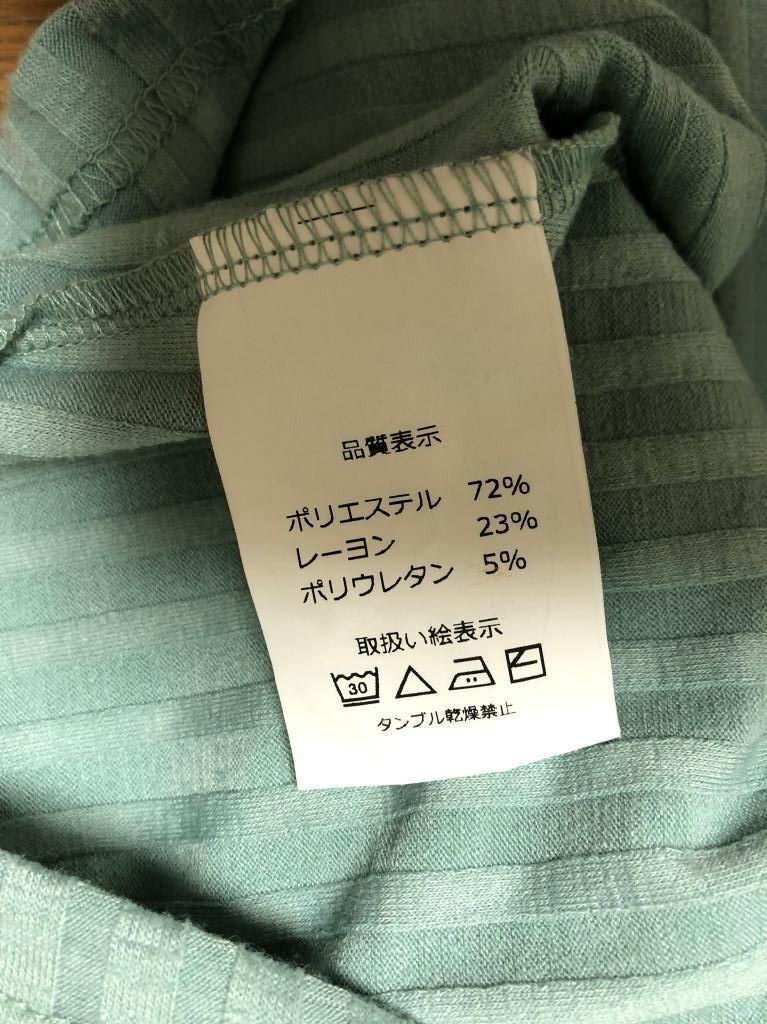 品質表示
ポリエステル 72%
レーヨン 23%
ポリウレタン 5%
取扱い絵表示
30
タンブル乾燥禁止